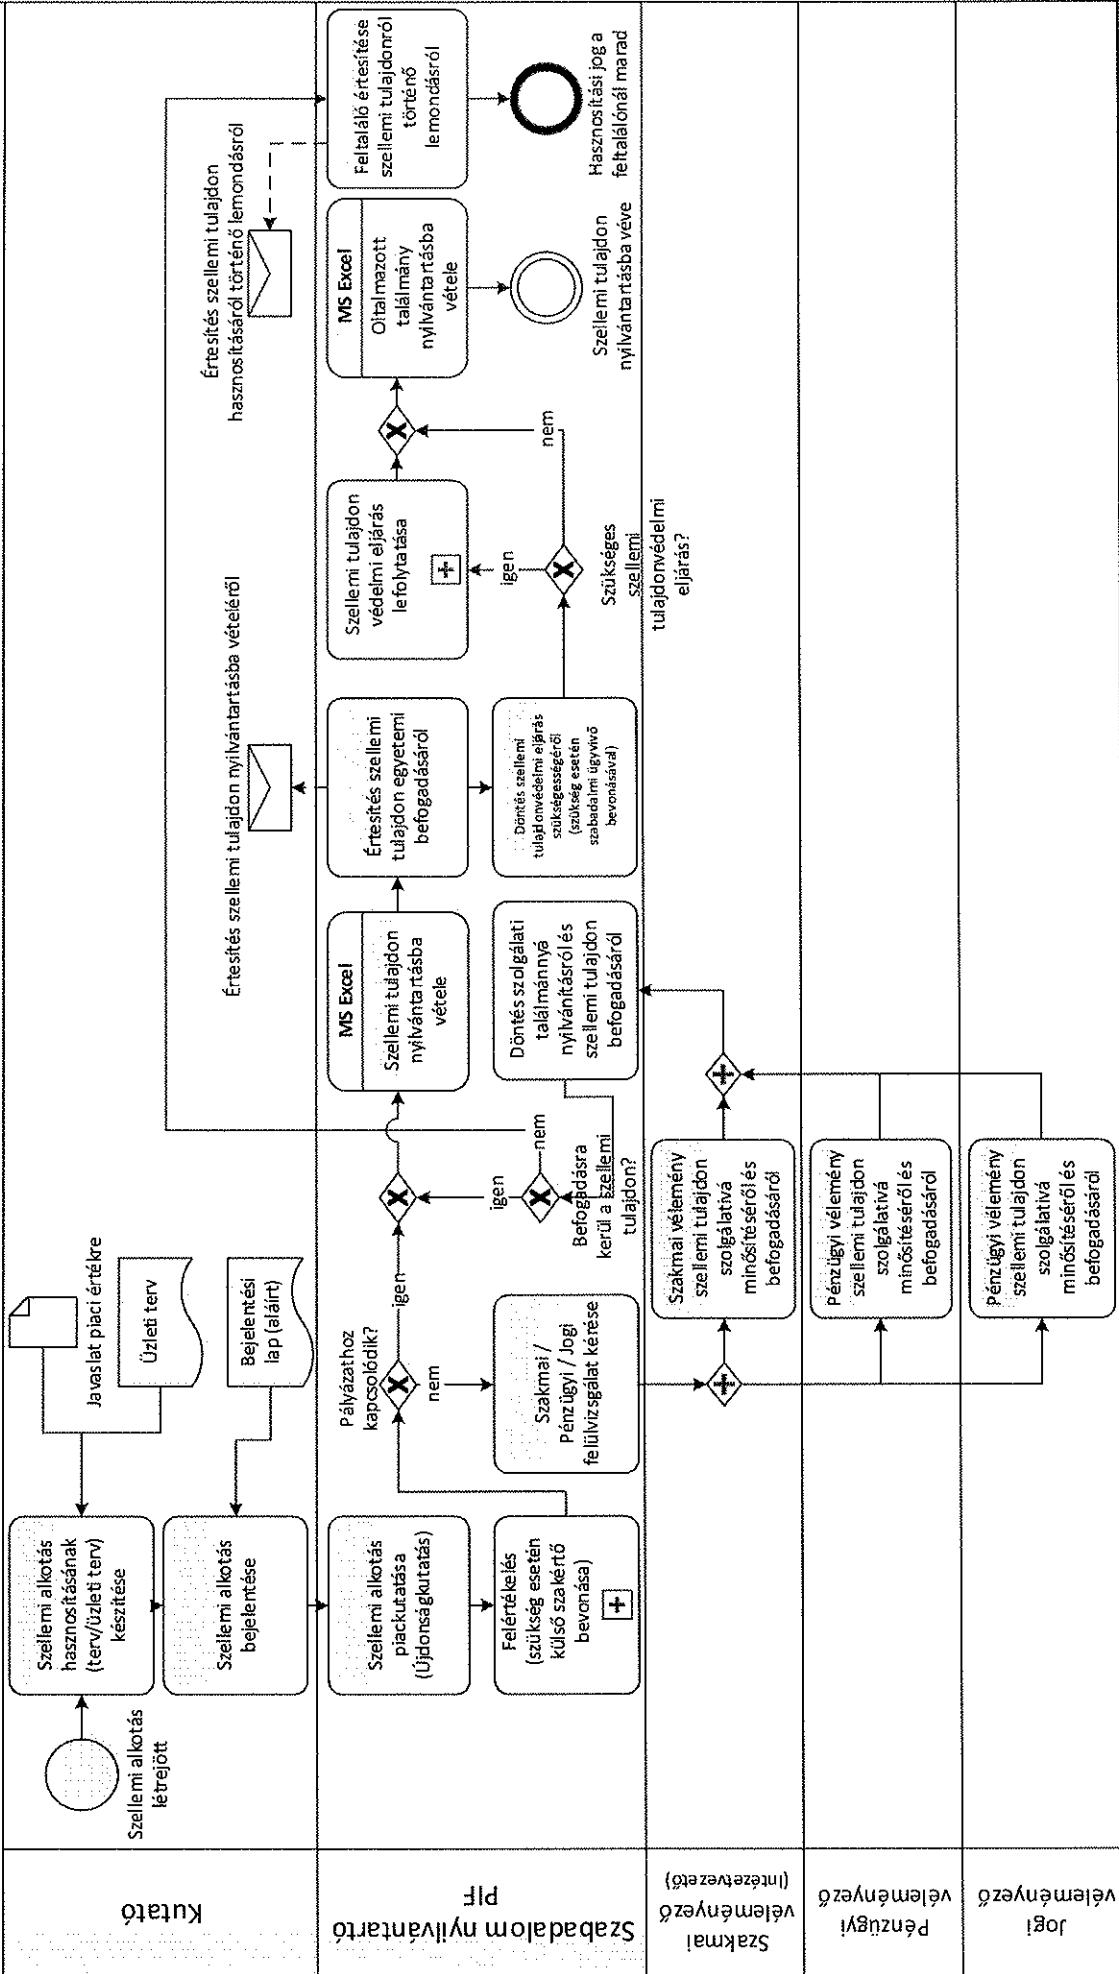 Kutató
Szellemi alkotás
létrejött
Szellemi alkotás
hasznosításának
(terv/üzleti terv)
készítése
Javaslat piaci értékre
Üzleti terv
Szellemi alkotás
bejelentése
Bejelentési
lap (aláírt)
Értesítés szellemi tulajdon nyilvántartásba vételéről
Értesítés szellemi tulajdon
hasznosításáról történő lemondásról
Szabadalom nyilvántartó
PIF
Szellemi alkotás
piackutatása
(Újdonságkutatás)
Felértékelés
(szükség esetén
külső szakértő
bevonása)
Pályázathoz
kapcsolódik?
igen
nem
Szakmai /
Pénzügyi / Jogi
felülvizsgálat kérése
igen
nem
Befogadásra
kerül a szellemi
tulajdon?
MS Excel
Szellemi tulajdon
nyilvántartásba
vétele
Döntés szolgálati
találmánnyá
nyilvánításról és
szellemi tulajdon
befogadásáról
Értesítés szellemi
tulajdon egyetemi
befogadásáról
Döntés szellemi
tulajdonvédelmi eljárás
szükségességéről
(szükség esetén
szabadalmi ügyvivő
bevonásával)
Szellemi tulajdon
védelmi eljárás
lefolytatása
igen
nem
Szükséges
szellemi
tulajdonvédelmi
eljárás?
MS Excel
Oltalmazott
találmány
nyilvántartásba
vétele
Szellemi tulajdon
nyilvántartásba véve
Feltaláló értesítése
szellemi tulajdonról
történő
lemondásról
Hasznosítási jog a
feltalálónál marad
Szakmai
véleményező
(Intézetvezető)
Szakmai vélemény
szellemi tulajdon
szolgálativá
minősítéséről és
befogadásáról
Pénzügyi
véleményező
Pénzügyi vélemény
szellemi tulajdon
szolgálativá
minősítéséről és
befogadásáról
Jogi
véleményező
Pénzügyi vélemény
szellemi tulajdon
szolgálativá
minősítéséről és
befogadásáról